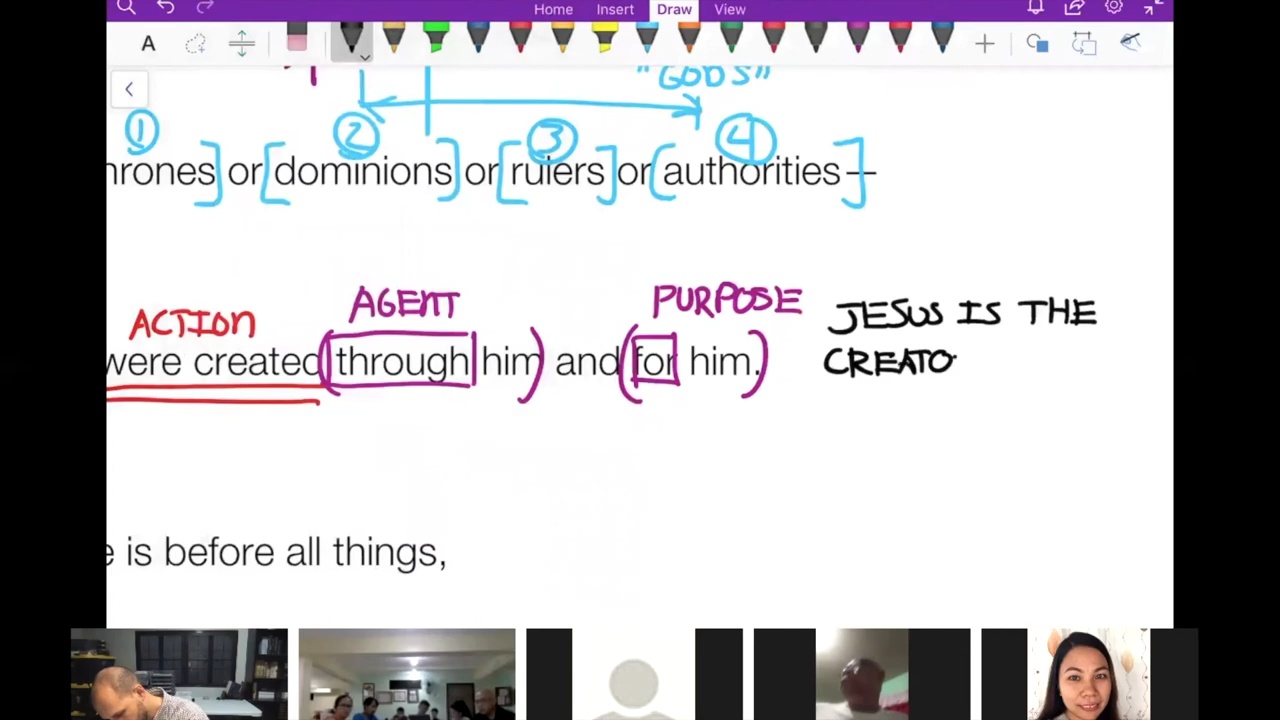 Home Insert Draw View
A
"GODS"
1 2 3 4
hrones] or [dominions] or [rulers] or [authorities]—
ACTION AGENT PURPOSE JESUS IS THE
were created (through him) and (for him.) CREATO
e is before all things,